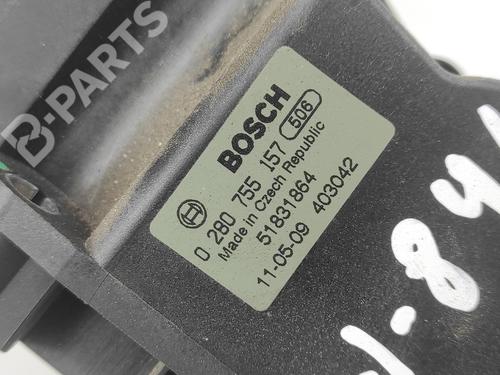 B-PARTS
BOSCH
0 280 755 157 506
Made in Czech Republic
51831864
11-05-09 403042